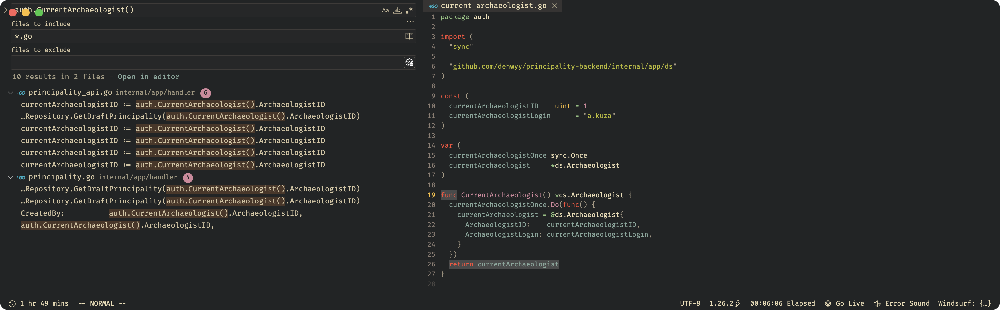 auth.CurrentArchaeologist()
Aa ab .*
files to include
...
*.go
files to exclude
10 results in 2 files - Open in editor
GO principality_api.go internal/app/handler 6
currentArchaeologistID := auth.CurrentArchaeologist().ArchaeologistID
…Repository.GetDraftPrincipality(auth.CurrentArchaeologist().ArchaeologistID)
currentArchaeologistID := auth.CurrentArchaeologist().ArchaeologistID
currentArchaeologistID := auth.CurrentArchaeologist().ArchaeologistID
currentArchaeologistID := auth.CurrentArchaeologist().ArchaeologistID
currentArchaeologistID := auth.CurrentArchaeologist().ArchaeologistID
GO principality.go internal/app/handler 4
…Repository.GetDraftPrincipality(auth.CurrentArchaeologist().ArchaeologistID)
…Repository.GetDraftPrincipality(auth.CurrentArchaeologist().ArchaeologistID)
CreatedBy: auth.CurrentArchaeologist().ArchaeologistID,
auth.CurrentArchaeologist().ArchaeologistID,
GO current_archaeologist.go
1 package auth
2
3 import (
4 "sync"
5
6 "github.com/dehwyy/principality-backend/internal/app/ds"
7 )
8
9 const (
10 currentArchaeologistID uint = 1
11 currentArchaeologistLogin = "a.kuza"
12 )
13
14 var (
15 currentArchaeologistOnce sync.Once
16 currentArchaeologist *ds.Archaeologist
17 )
18
19 func CurrentArchaeologist() *ds.Archaeologist {
20 currentArchaeologistOnce.Do(func() {
21 currentArchaeologist = &ds.Archaeologist{
22 ArchaeologistID: currentArchaeologistID,
23 ArchaeologistLogin: currentArchaeologistLogin,
24 }
25 })
26 return currentArchaeologist
27 }
28
1 hr 49 mins -- NORMAL -- UTF-8 1.26.2 00:06:06 Elapsed Go Live Error Sound Windsurf: {…}